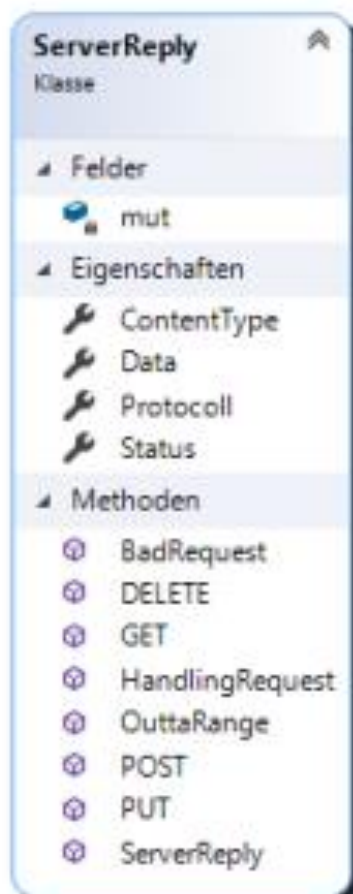 ServerReply
Klasse
Felder
mut
Eigenschaften
ContentType
Data
Protocoll
Status
Methoden
BadRequest
DELETE
GET
HandlingRequest
OuttaRange
POST
PUT
ServerReply